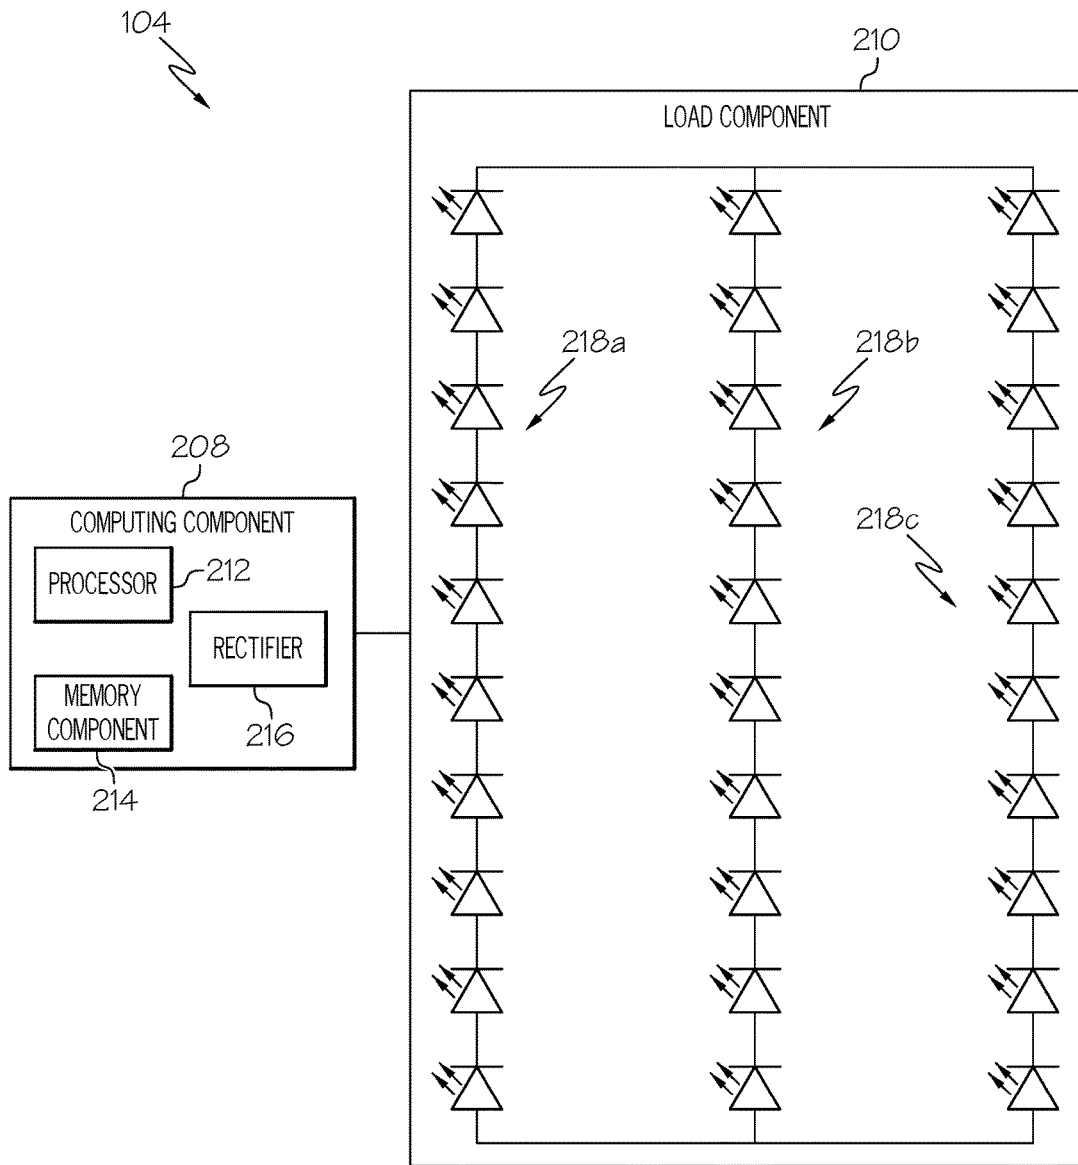 104
210
LOAD COMPONENT
218a
218b
208
COMPUTING COMPONENT
218c
PROCESSOR
212
RECTIFIER
MEMORY
COMPONENT
216
214